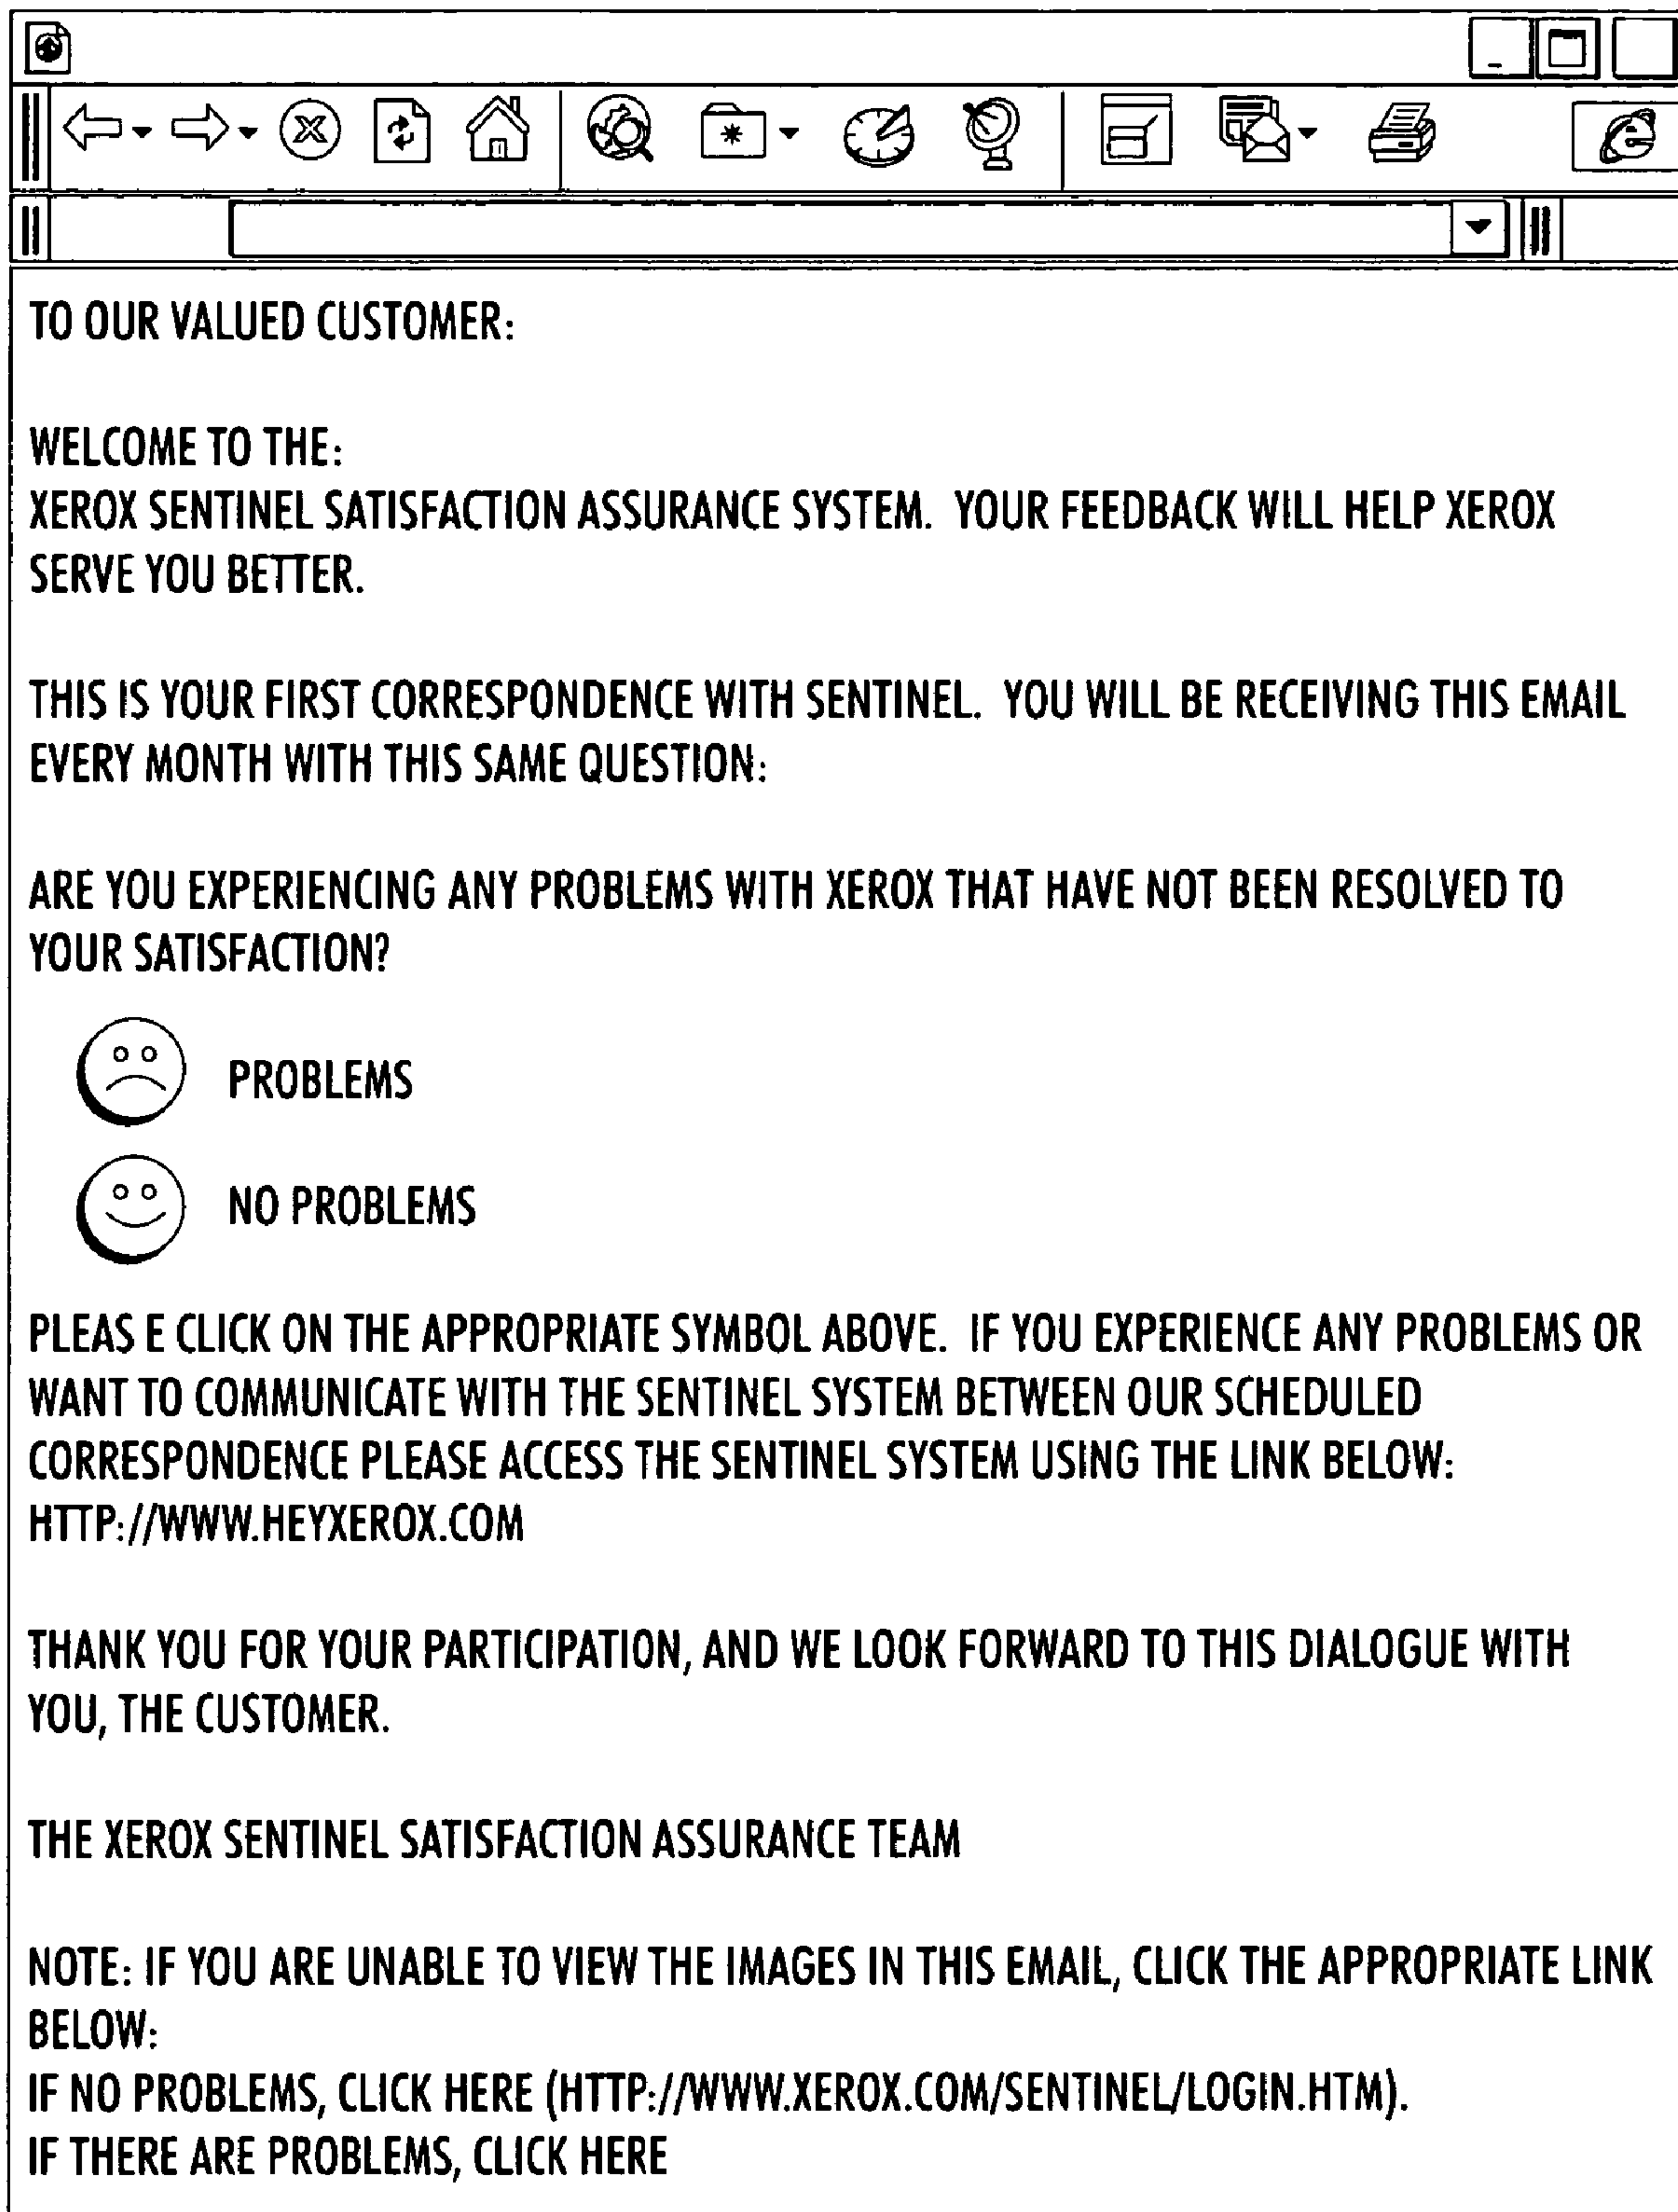 TO OUR VALUED CUSTOMER:
WELCOME TO THE:
XEROX SENTINEL SATISFACTION ASSURANCE SYSTEM. YOUR FEEDBACK WILL HELP XEROX
SERVE YOU BETTER.
THIS IS YOUR FIRST CORRESPONDENCE WITH SENTINEL. YOU WILL BE RECEIVING THIS EMAIL
EVERY MONTH WITH THIS SAME QUESTION:
ARE YOU EXPERIENCING ANY PROBLEMS WITH XEROX THAT HAVE NOT BEEN RESOLVED TO
YOUR SATISFACTION?
PROBLEMS
NO PROBLEMS
PLEAS E CLICK ON THE APPROPRIATE SYMBOL ABOVE. IF YOU EXPERIENCE ANY PROBLEMS OR
WANT TO COMMUNICATE WITH THE SENTINEL SYSTEM BETWEEN OUR SCHEDULED
CORRESPONDENCE PLEASE ACCESS THE SENTINEL SYSTEM USING THE LINK BELOW:
HTTP://WWW.HEYXEROX.COM
THANK YOU FOR YOUR PARTICIPATION, AND WE LOOK FORWARD TO THIS DIALOGUE WITH
YOU, THE CUSTOMER.
THE XEROX SENTINEL SATISFACTION ASSURANCE TEAM
NOTE: IF YOU ARE UNABLE TO VIEW THE IMAGES IN THIS EMAIL, CLICK THE APPROPRIATE LINK
BELOW:
IF NO PROBLEMS, CLICK HERE (HTTP://WWW.XEROX.COM/SENTINEL/LOGIN.HTM).
IF THERE ARE PROBLEMS, CLICK HERE